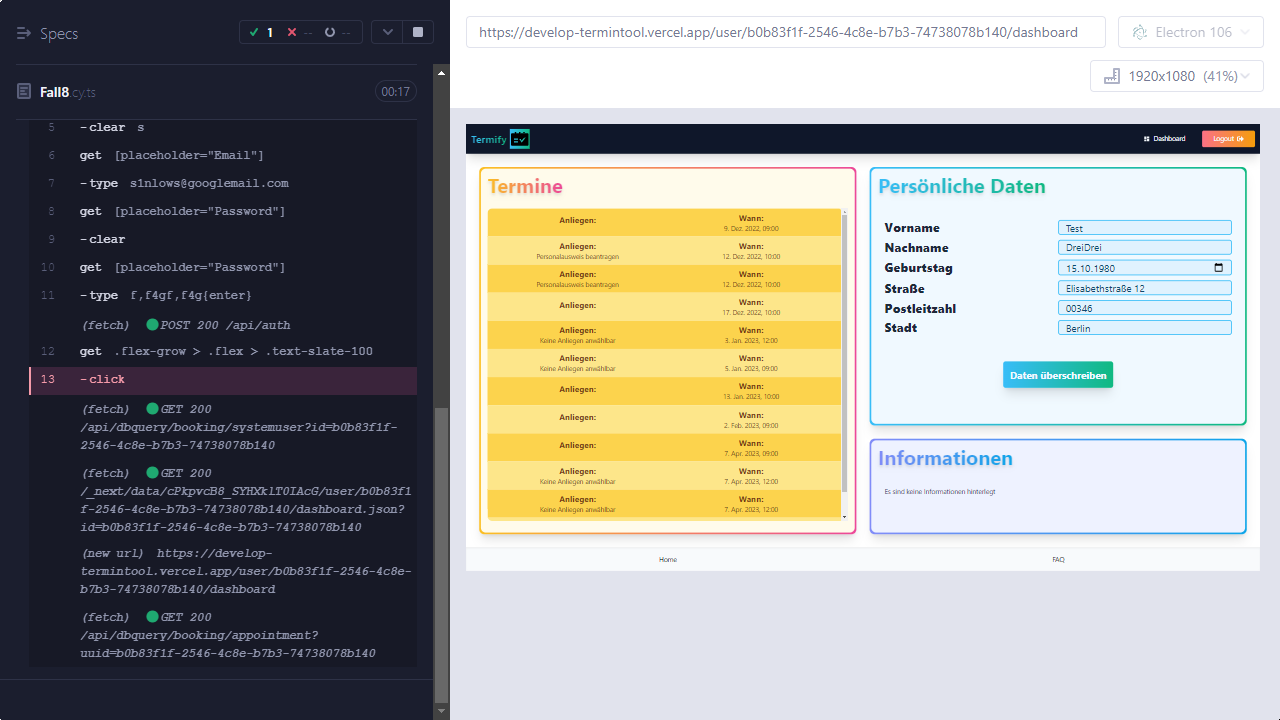 Specs
1
--
--
Fall8.cy.ts
00:17
5 -clear s
6 get [placeholder="Email"]
7 -type s1nlows@googlemail.com
8 get [placeholder="Password"]
9 -clear
10 get [placeholder="Password"]
11 -type f,f4gf,f4g{enter}
(fetch) POST 200 /api/auth
12 get .flex-grow > .flex > .text-slate-100
13 -click
(fetch) GET 200
/api/dbquery/booking/systemuser?id=b0b83f1f-
2546-4c8e-b7b3-74738078b140
(fetch) GET 200
/_next/data/cPkpvcB8_SYHXklT0IAcG/user/b0b83f1
f-2546-4c8e-b7b3-74738078b140/dashboard.json?
id=b0b83f1f-2546-4c8e-b7b3-74738078b140
(new url) https://develop-
termintool.vercel.app/user/b0b83f1f-2546-4c8e-
b7b3-74738078b140/dashboard
(fetch) GET 200
/api/dbquery/booking/appointment?
uuid=b0b83f1f-2546-4c8e-b7b3-74738078b140
https://develop-termintool.vercel.app/user/b0b83f1f-2546-4c8e-b7b3-74738078b140/dashboard
Electron 106
1920x1080 (41%)
Termify
Dashboard
Logout
Termine
Anliegen: Wann:
9. Dez. 2022, 09:00
Anliegen: Wann:
Personalausweis beantragen 12. Dez. 2022, 10:00
Anliegen: Wann:
Personalausweis beantragen 12. Dez. 2022, 10:00
Anliegen: Wann:
17. Dez. 2022, 10:00
Anliegen: Wann:
Keine Anliegen anwählbar 3. Jan. 2023, 12:00
Anliegen: Wann:
Keine Anliegen anwählbar 5. Jan. 2023, 09:00
Anliegen: Wann:
13. Jan. 2023, 10:00
Anliegen: Wann:
2. Feb. 2023, 09:00
Anliegen: Wann:
7. Apr. 2023, 09:00
Anliegen: Wann:
Keine Anliegen anwählbar 7. Apr. 2023, 12:00
Anliegen: Wann:
Keine Anliegen anwählbar 7. Apr. 2023, 12:00
Persönliche Daten
Vorname Test
Nachname DreiDrei
Geburtstag 15.10.1980
Straße Elisabethstraße 12
Postleitzahl 00346
Stadt Berlin
Daten überschreiben
Informationen
Es sind keine Informationen hinterlegt
Home
FAQ